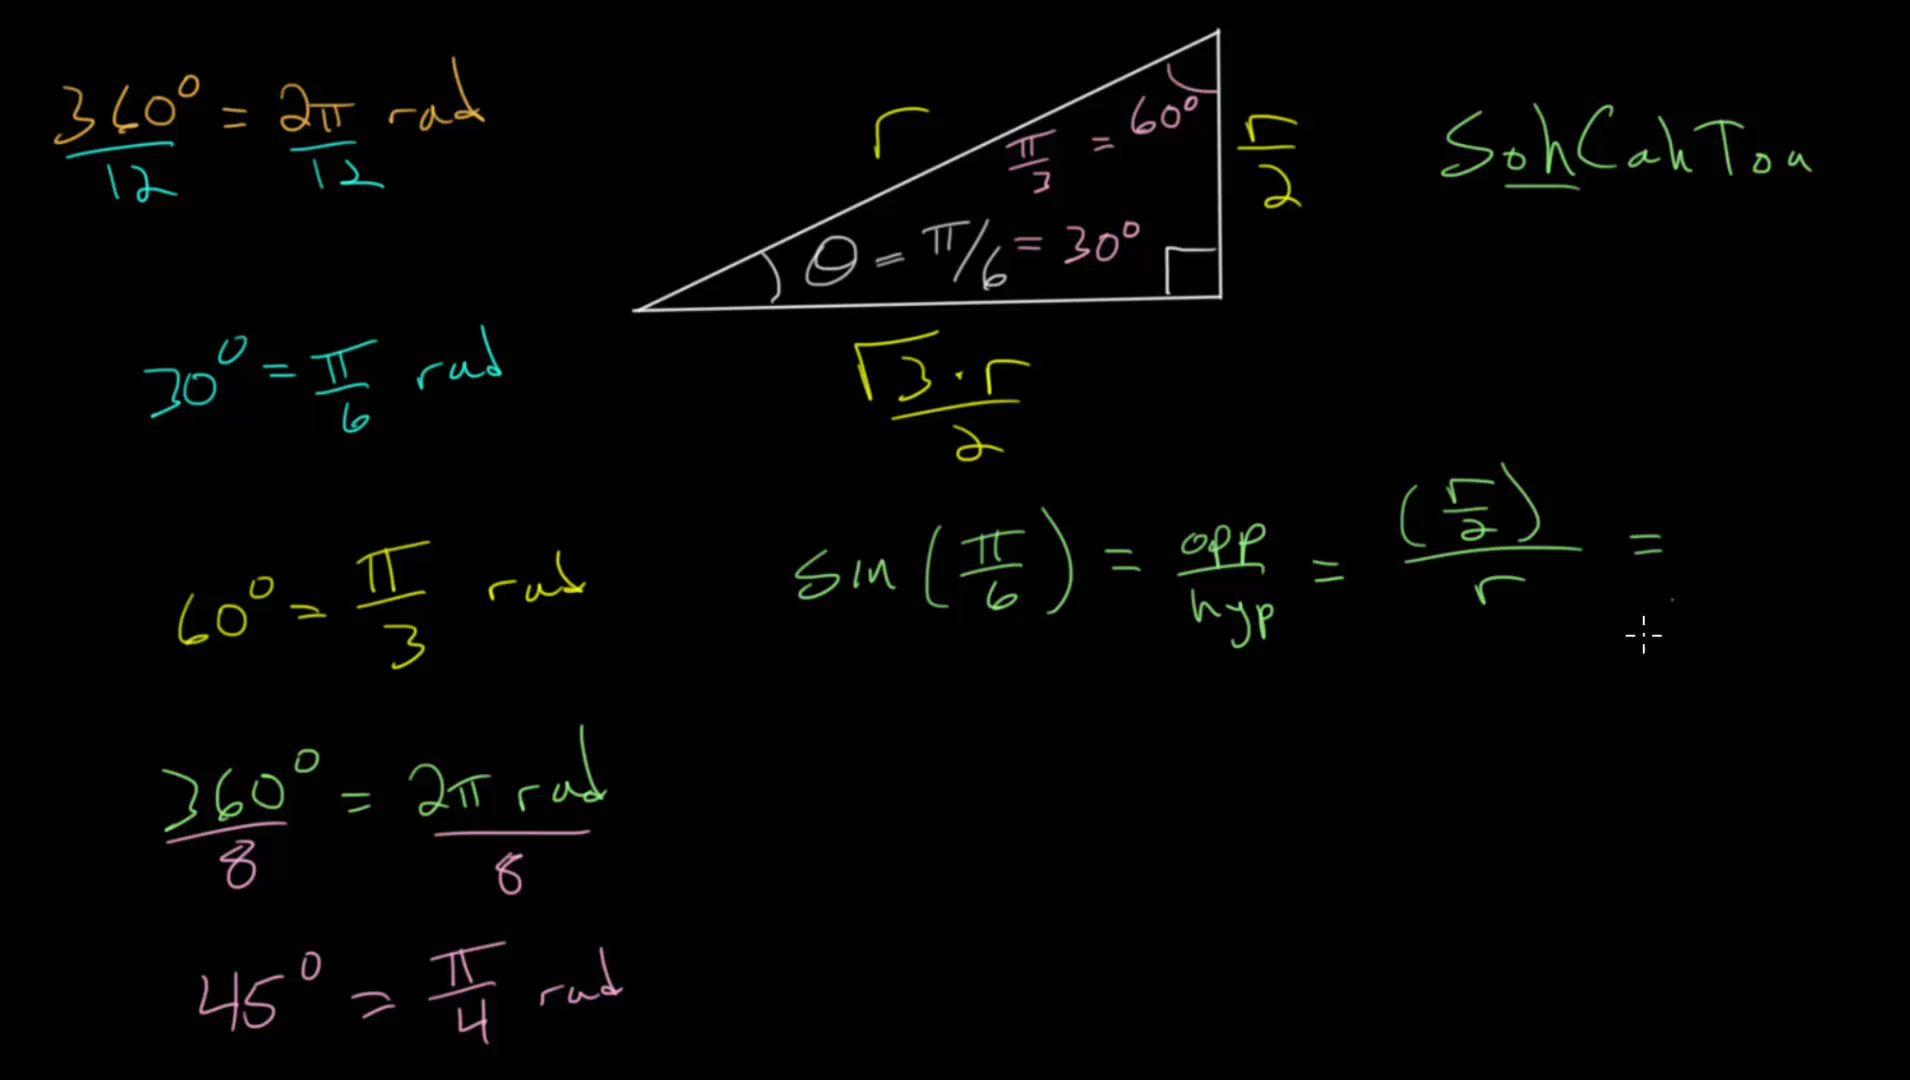 360° = 2π rad
12 12
30° = π/6 rad
60° = π/3 rad
360° = 2π rad
8 8
45° = π/4 rad
r
π/3 = 60°
r/2
θ = π/6 = 30°
√3·r/2
SohCahToa
sin(π/6) = opp/hyp = (r/2)/r =